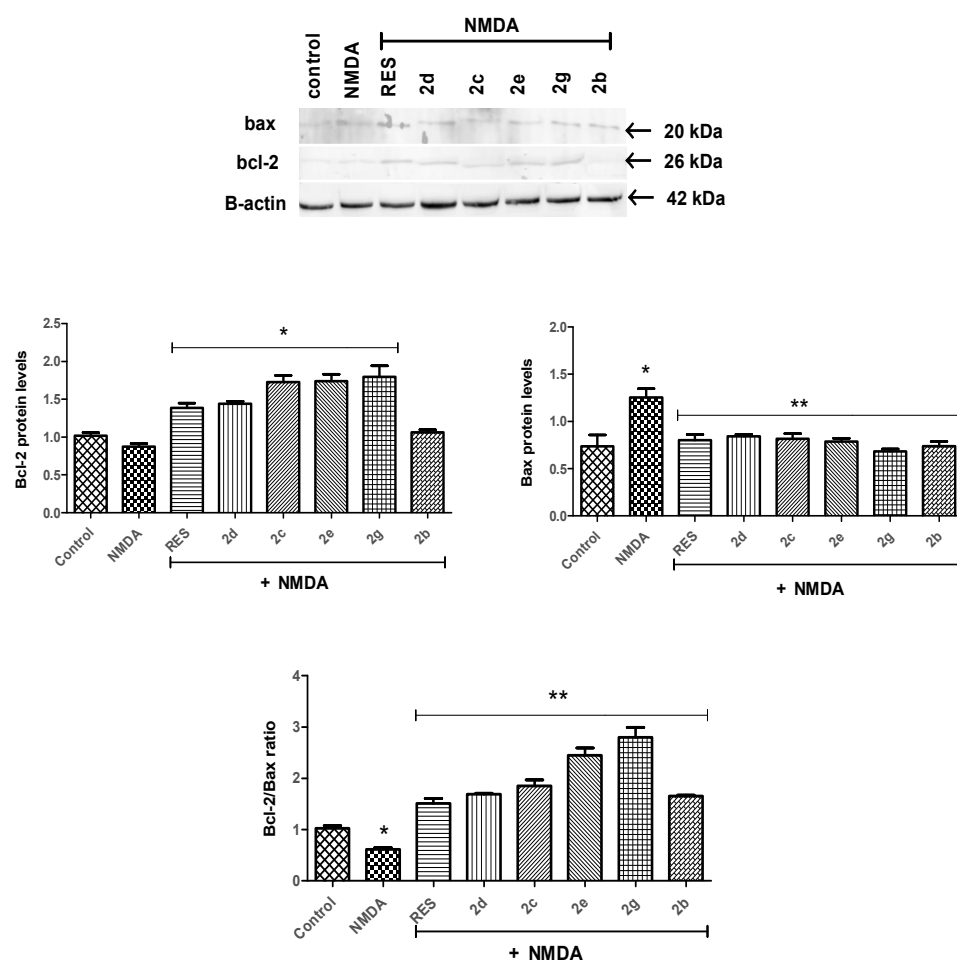 NMDA
control NMDA RES 2d 2c 2e 2g 2b
bax 20 kDa
bcl-2 26 kDa
B-actin 42 kDa
Bcl-2 protein levels
2.5
2.0
1.5
1.0
0.5
0.0
*
Control NMDA RES 2d 2c 2e 2g 2b
+ NMDA
Bax protein levels
2.0
1.5
1.0
0.5
0.0
*
**
Control NMDA RES 2d 2c 2e 2g 2b
+ NMDA
Bcl-2/Bax ratio
4
3
2
1
0
*
**
Control NMDA RES 2d 2c 2e 2g 2b
+ NMDA